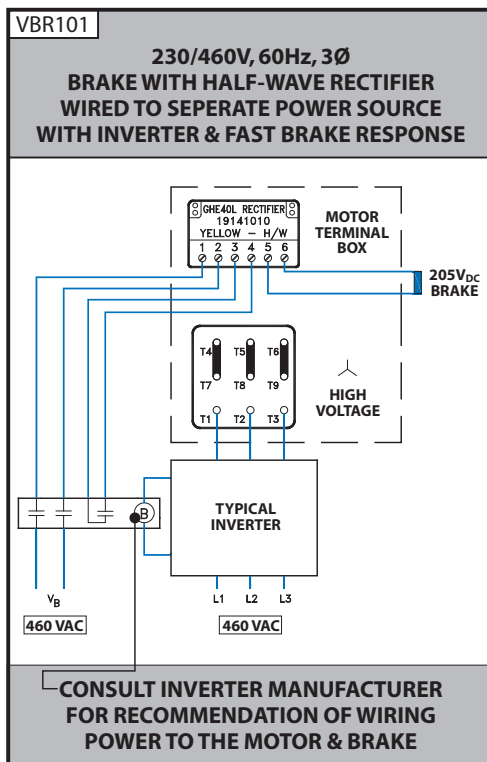 VBR101
230/460V, 60Hz, 3Ø
BRAKE WITH HALF-WAVE RECTIFIER
WIRED TO SEPERATE POWER SOURCE
WITH INVERTER & FAST BRAKE RESPONSE
GHE40L RECTIFIER
19141010
YELLOW - H/W
1 2 3 4 5 6
MOTOR
TERMINAL
BOX
205VDC
BRAKE
T4 T5 T6
T7 T8 T9
T1 T2 T3
HIGH
VOLTAGE
B
TYPICAL
INVERTER
VB
L1 L2 L3
460 VAC
460 VAC
CONSULT INVERTER MANUFACTURER
FOR RECOMMENDATION OF WIRING
POWER TO THE MOTOR & BRAKE